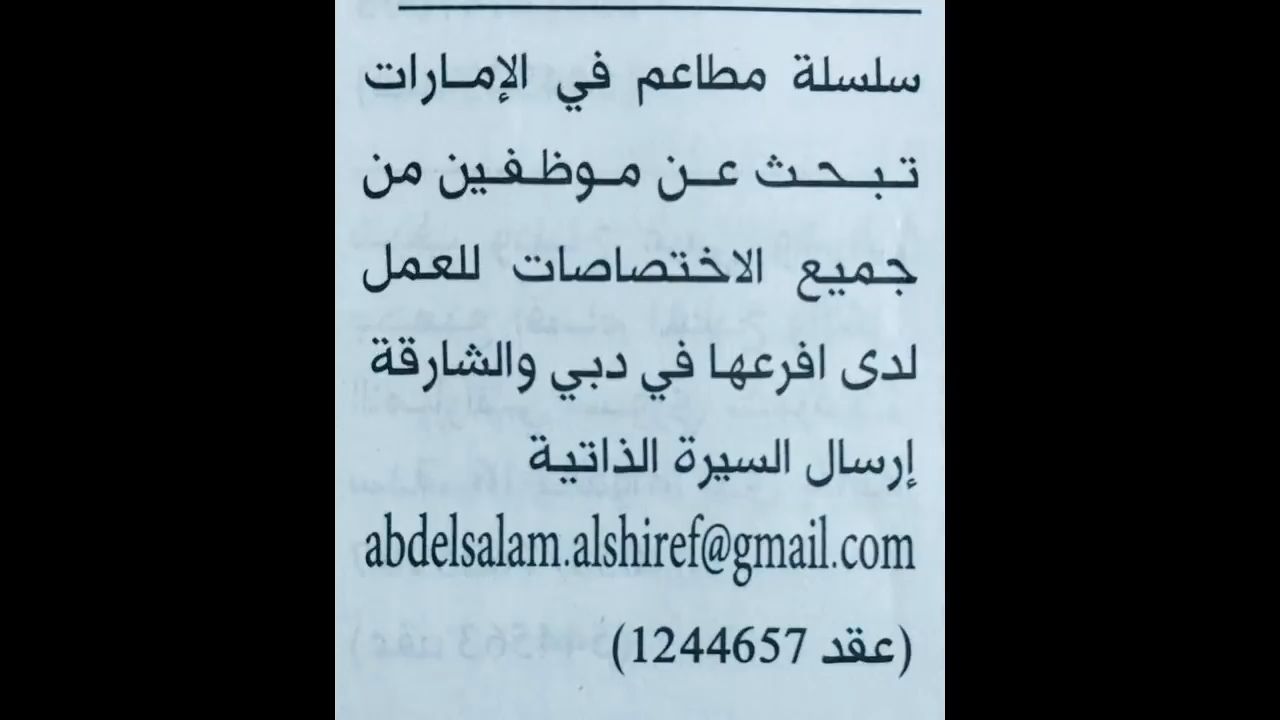 سلسلة مطاعم في الإمارات
تبحث عن موظفين من
جميع الاختصاصات للعمل
لدى افرعها في دبي والشارقة
إرسال السيرة الذاتية
abdelsalam.alshiref@gmail.com
(عقد 1244657)